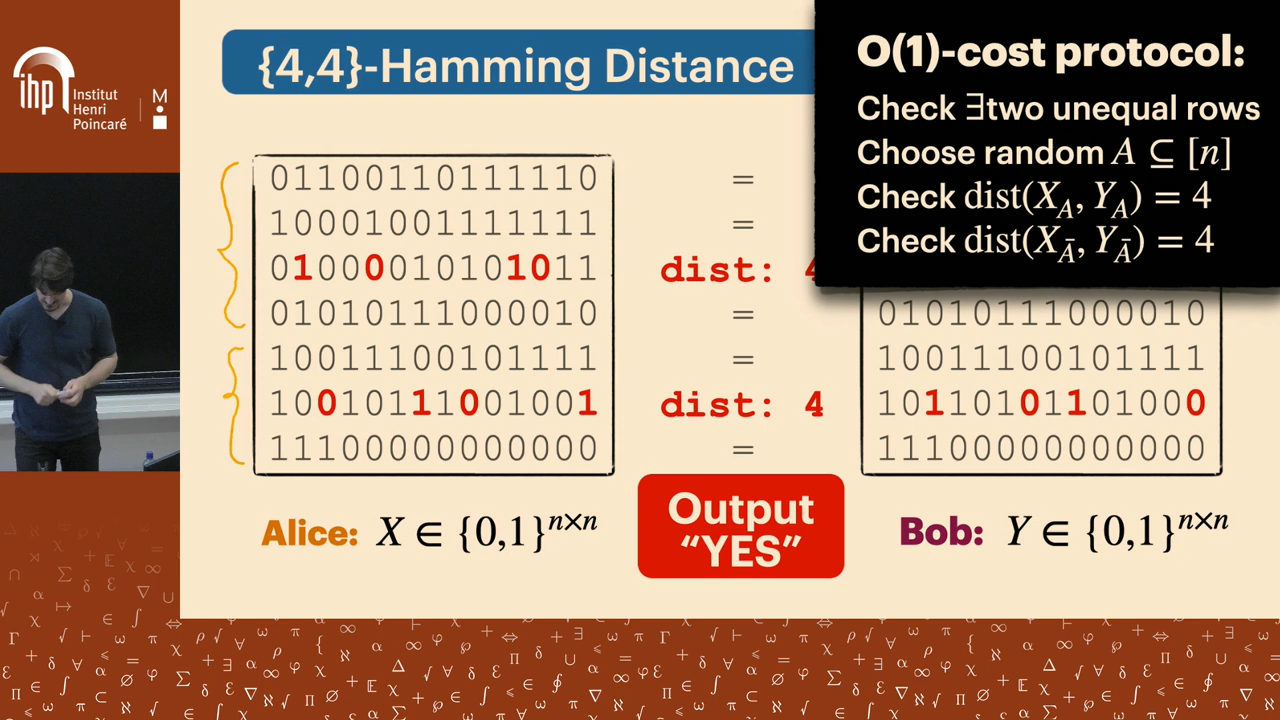 ihp Institut
Henri
Poincaré
M
{4,4}-Hamming Distance
O(1)-cost protocol:
Check ∃two unequal rows
Choose random A ⊆ [n]
Check dist(X_A, Y_A) = 4
Check dist(X_Ā, Y_Ā) = 4
01100110111110 =
10001001111111 =
01000010101011 dist: 4
01010111000010 = 01010111000010
10011100101111 = 10011100101111
10010101100100 1 dist: 4 10110101101000
11100000000000 = 11100000000000
Alice: X ∈ {0,1}^{n×n}
Output
“YES”
Bob: Y ∈ {0,1}^{n×n}